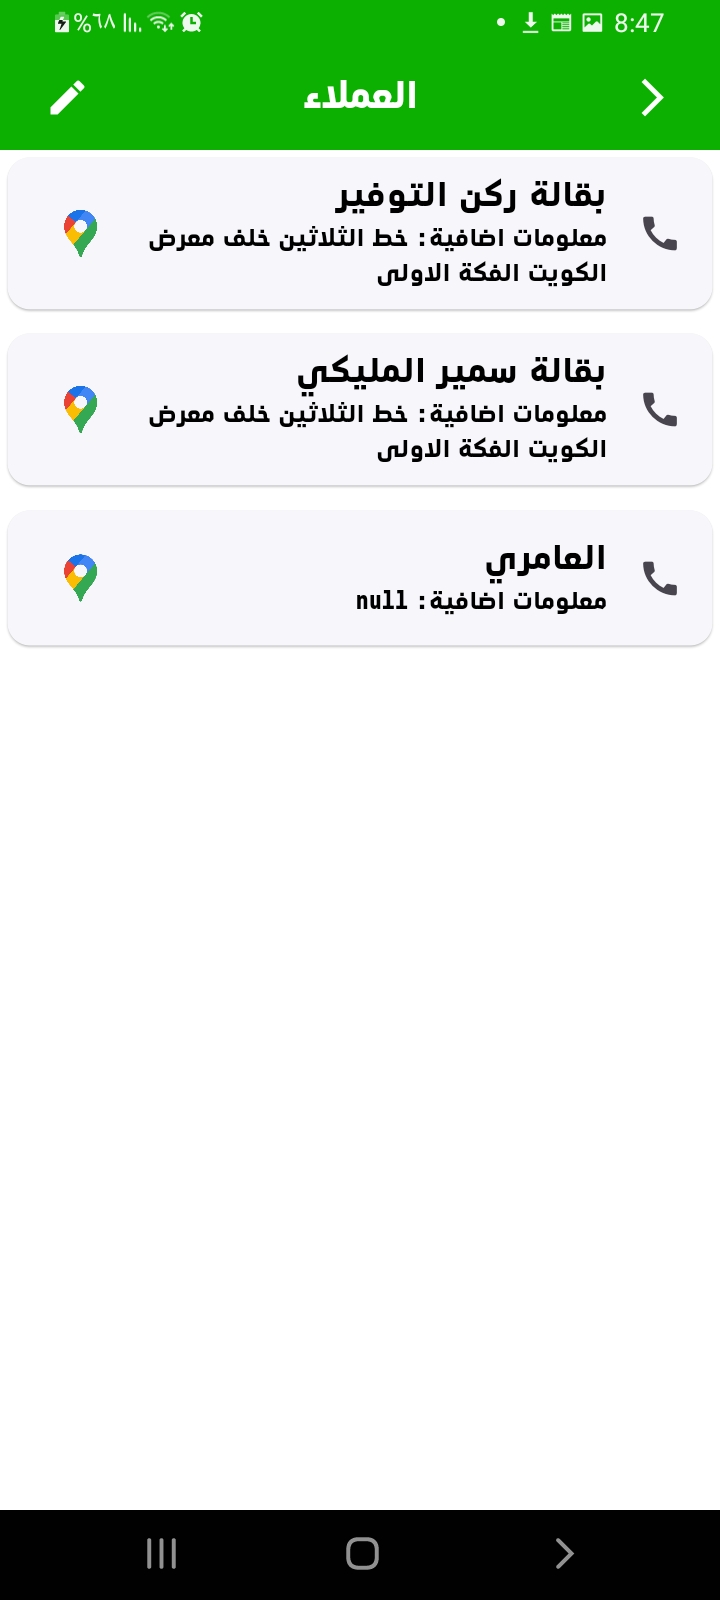 8:47
%٦٨
العملاء
بقالة ركن التوفير
معلومات اضافية: خط الثلاثين خلف معرض
الكويت الفكة الاولى
بقالة سمير المليكي
معلومات اضافية: خط الثلاثين خلف معرض
الكويت الفكة الاولى
العامري
معلومات اضافية: null